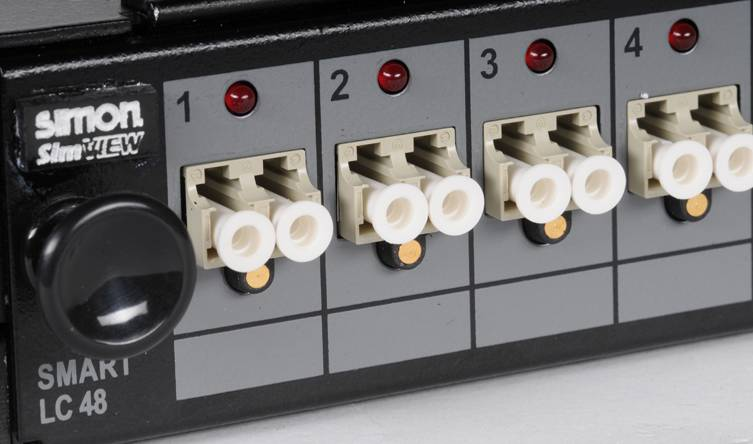 simon
SimVIEW
1
2
3
4
SMART
LC 48